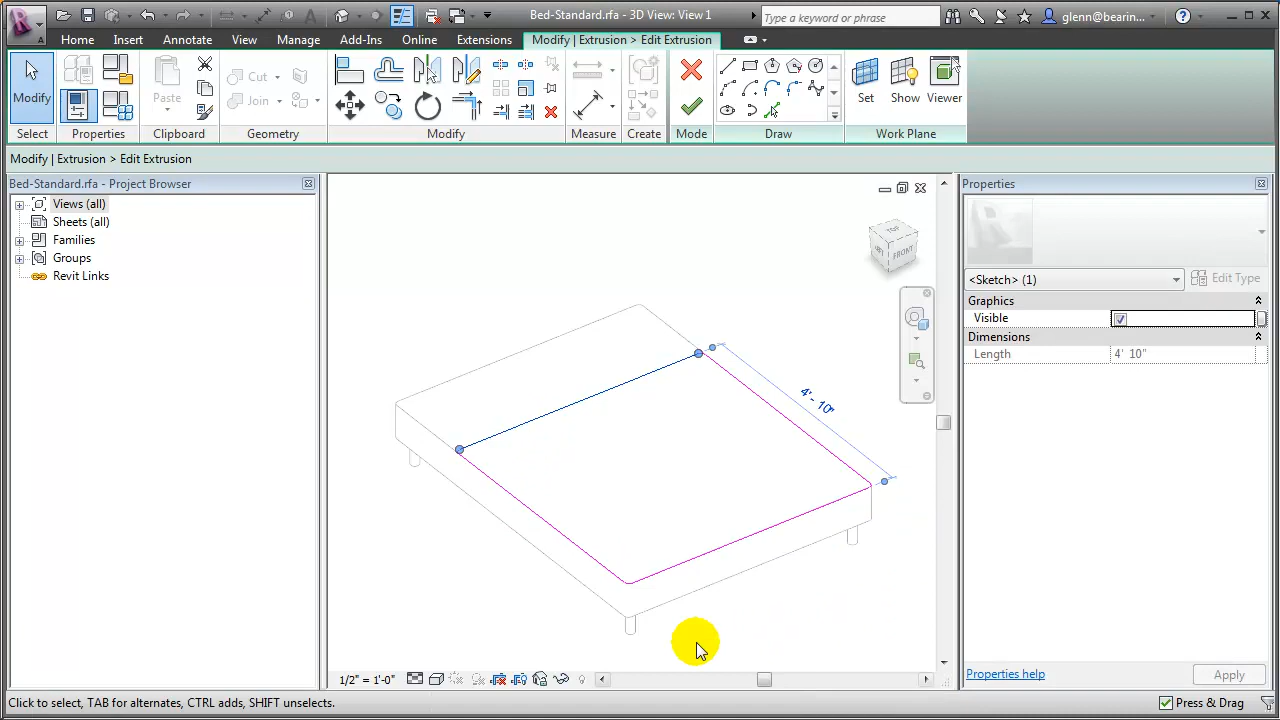 Bed-Standard.rfa - 3D View: View 1
Type a keyword or phrase
glenn@bearin...
Home
Insert
Annotate
View
Manage
Add-Ins
Online
Extensions
Modify | Extrusion > Edit Extrusion
Modify
Paste
Cut
Join
Set
Show
Viewer
Select
Properties
Clipboard
Geometry
Modify
Measure
Create
Mode
Draw
Work Plane
Modify | Extrusion > Edit Extrusion
Bed-Standard.rfa - Project Browser
Views (all)
Sheets (all)
Families
Groups
Revit Links
TOP
LEFT
FRONT
4'- 10"
Properties
<Sketch> (1)
Edit Type
Graphics
Visible
Dimensions
Length
4' 10"
Properties help
Apply
1/2" = 1'-0"
Click to select, TAB for alternates, CTRL adds, SHIFT unselects.
Press & Drag